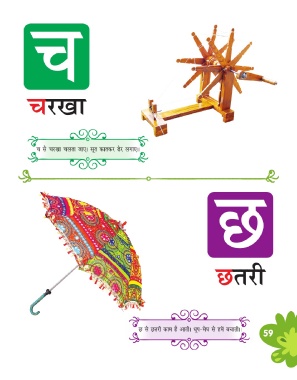 च
चरखा
च से चरखा चलता जाए। सूत कातकर ढेर लगाए।
छ
छतरी
छ से छतरी काम है आती। धूप-मेघ से हमें बचाती।
59